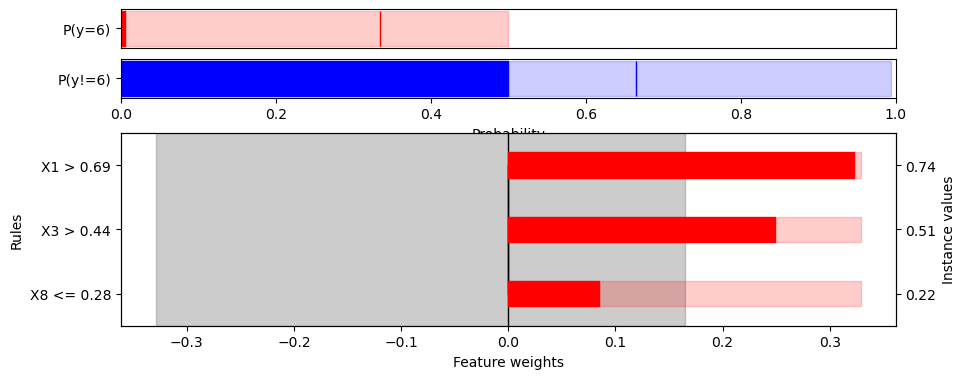 P(y=6)
P(y!=6)
0.0 0.2 0.4 0.6 0.8 1.0
Probability
Rules
X1 > 0.69 0.74
X3 > 0.44 0.51
X8 <= 0.28 0.22
Instance values
−0.3 −0.2 −0.1 0.0 0.1 0.2 0.3
Feature weights